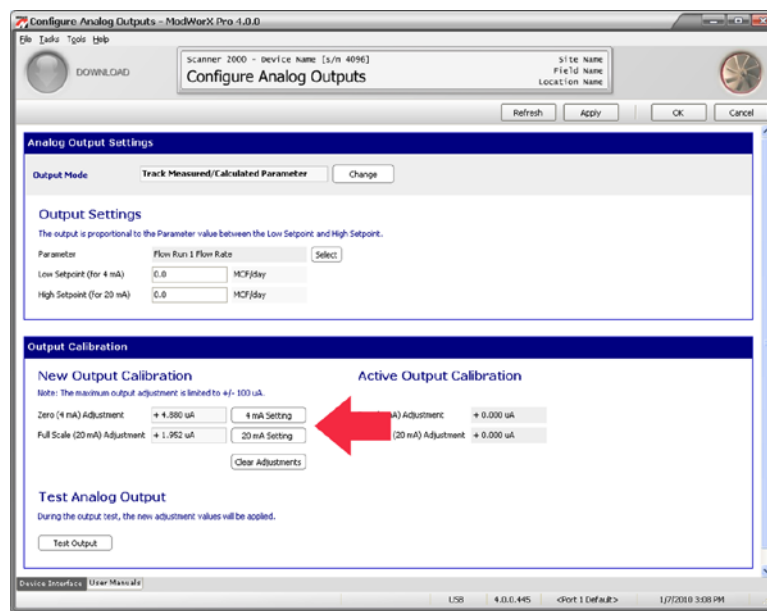 Configure Analog Outputs - ModWorX Pro 4.0.0
File Tasks Tools Help
DOWNLOAD
Scanner 2000 - Device Name [s/n 4096]
Configure Analog Outputs
Site Name
Field Name
Location Name
Refresh Apply OK Cancel
Analog Output Settings
Output Mode Track Measured/Calculated Parameter Change
Output Settings
The output is proportional to the Parameter value between the Low Setpoint and High Setpoint.
Parameter Flow Run 1 Flow Rate Select
Low Setpoint (for 4 mA) 0.0 MCF/day
High Setpoint (for 20 mA) 0.0 MCF/day
Output Calibration
New Output Calibration Active Output Calibration
Note: The maximum output adjustment is limited to +/- 100 uA.
Zero (4 mA) Adjustment + 4.880 uA 4 mA Setting mA) Adjustment + 0.000 uA
Full Scale (20 mA) Adjustment + 1.952 uA 20 mA Setting (20 mA) Adjustment + 0.000 uA
Clear Adjustments
Test Analog Output
During the output test, the new adjustment values will be applied.
Test Output
Device Interface User Manuals
USB 4.0.0.445 <Port 1 Default> 1/7/2010 3:08 PM